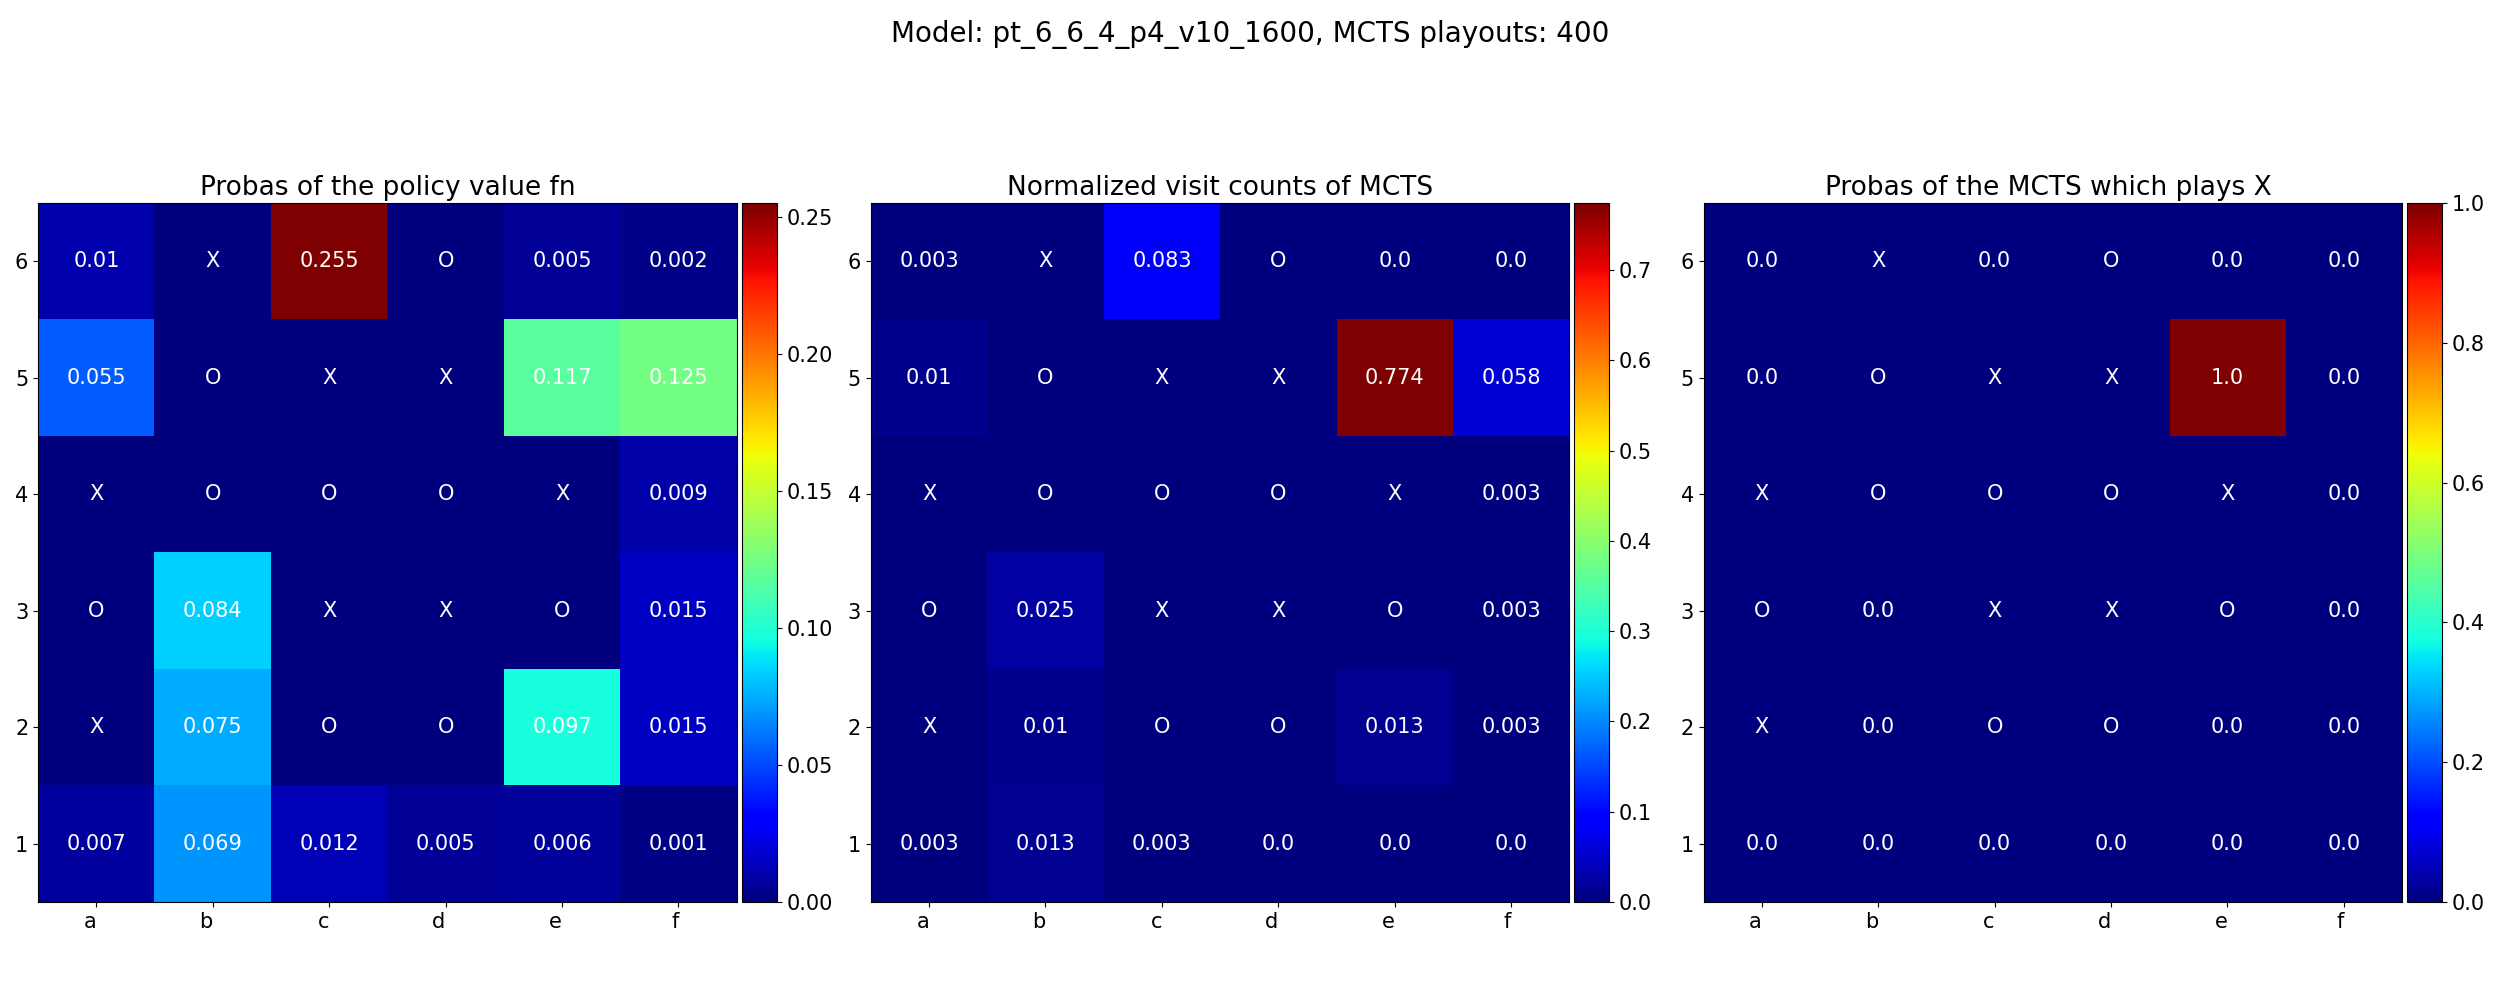 Model: pt_6_6_4_p4_v10_1600, MCTS playouts: 400
Probas of the policy value fn
6 0.01 X 0.255 O 0.005 0.002
5 0.055 O X X 0.117 0.125
4 X O O O X 0.009
3 O 0.084 X X O 0.015
2 X 0.075 O O 0.097 0.015
1 0.007 0.069 0.012 0.005 0.006 0.001
a b c d e f
0.25
0.20
0.15
0.10
0.05
0.00
Normalized visit counts of MCTS
6 0.003 X 0.083 O 0.0 0.0
5 0.01 O X X 0.774 0.058
4 X O O O X 0.003
3 O 0.025 X X O 0.003
2 X 0.01 O O 0.013 0.003
1 0.003 0.013 0.003 0.0 0.0 0.0
a b c d e f
0.7
0.6
0.5
0.4
0.3
0.2
0.1
0.0
Probas of the MCTS which plays X
6 0.0 X 0.0 O 0.0 0.0
5 0.0 O X X 1.0 0.0
4 X O O O X 0.0
3 O 0.0 X X O 0.0
2 X 0.0 O O 0.0 0.0
1 0.0 0.0 0.0 0.0 0.0 0.0
a b c d e f
1.0
0.8
0.6
0.4
0.2
0.0